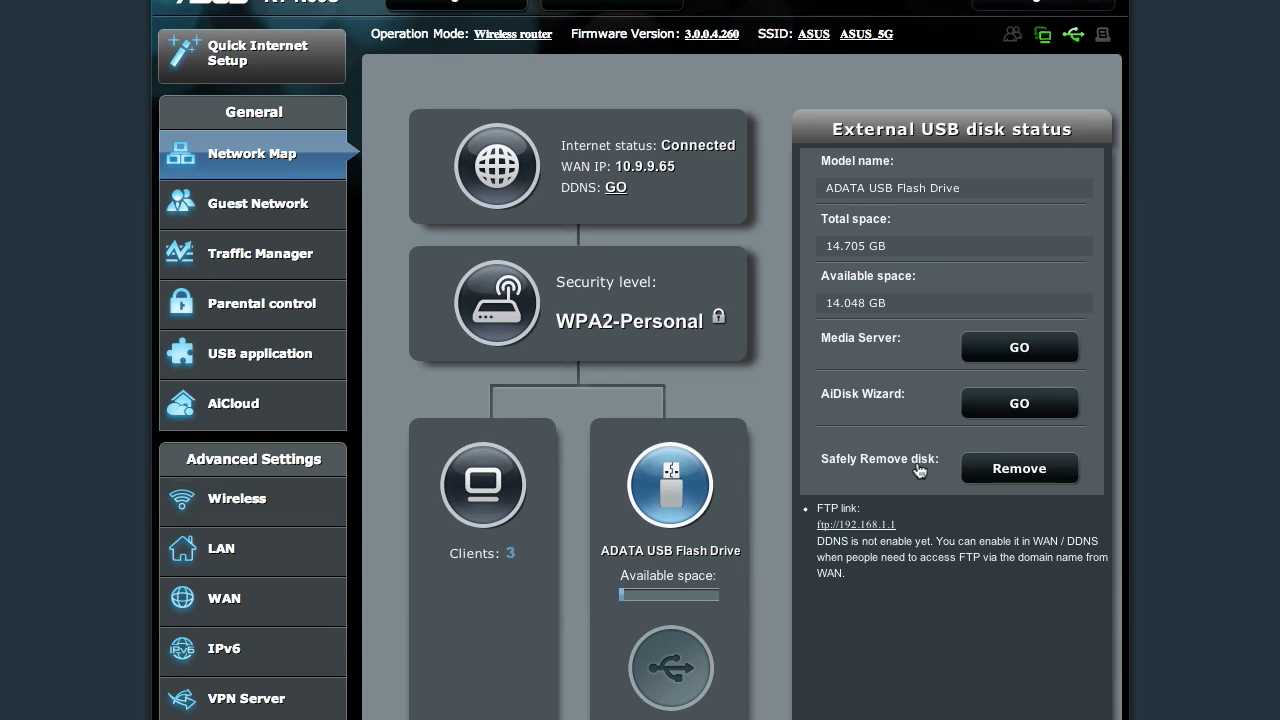 Operation Mode: Wireless router Firmware Version: 3.0.0.4.260 SSID: ASUS ASUS_5G
Quick Internet
Setup
General
Network Map
Guest Network
Traffic Manager
Parental control
USB application
AiCloud
Advanced Settings
Wireless
LAN
WAN
IPv6
VPN Server
Internet status: Connected
WAN IP: 10.9.9.65
DDNS: GO
Security level:
WPA2-Personal
Clients: 3
ADATA USB Flash Drive
Available space:
External USB disk status
Model name:
ADATA USB Flash Drive
Total space:
14.705 GB
Available space:
14.048 GB
Media Server: GO
AiDisk Wizard: GO
Safely Remove disk: Remove
FTP link:
ftp://192.168.1.1
DDNS is not enable yet. You can enable it in WAN / DDNS
when people need to access FTP via the domain name from
WAN.